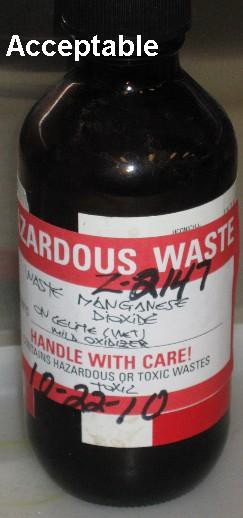 Acceptable
ZARDOUS WASTE
Z-2147
WASTE MANGANESE
DIOXIDE
ON CELITE (WET)
MILD OXIDIZER
HANDLE WITH CARE!
CONTAINS HAZARDOUS OR TOXIC WASTES
TOXIC
10-22-10